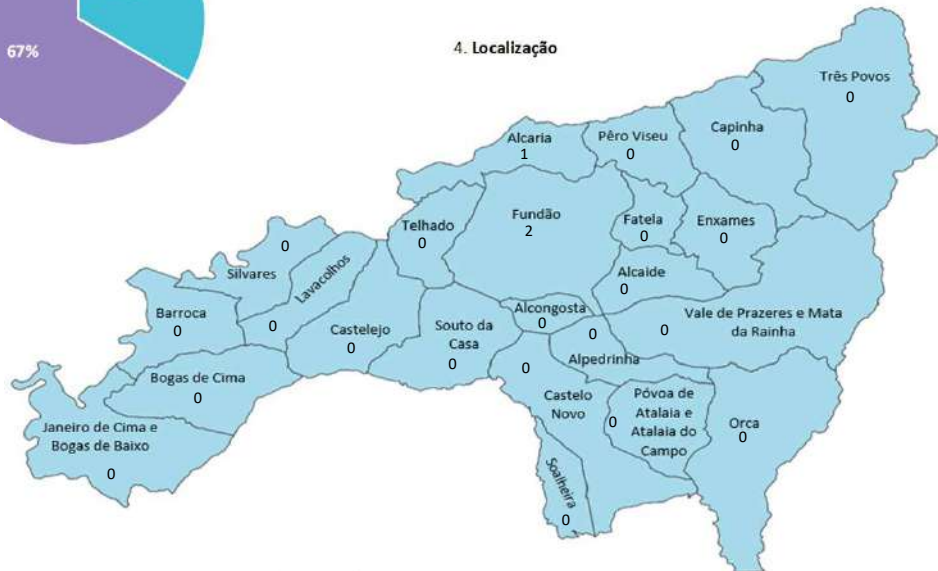 67%
4. Localização
Três Povos
0
Capinha
0
Pêro Viseu
0
Alcaria
1
Fundão
2
Fatela
0
Enxames
0
Telhado
0
Silvares
0
Lavacolhos
0
Alcaide
0
Barroca
0
Castelejo
0
Souto da
Casa
0
Alcongosta
0
Alpedrinha
0
Vale de Prazeres e Mata
da Rainha
0
Bogas de Cima
0
Castelo
Novo
0
Póvoa de
Atalaia e
Atalaia do
Campo
0
Orca
0
Janeiro de Cima e
Bogas de Baixo
0
Soalheira
0